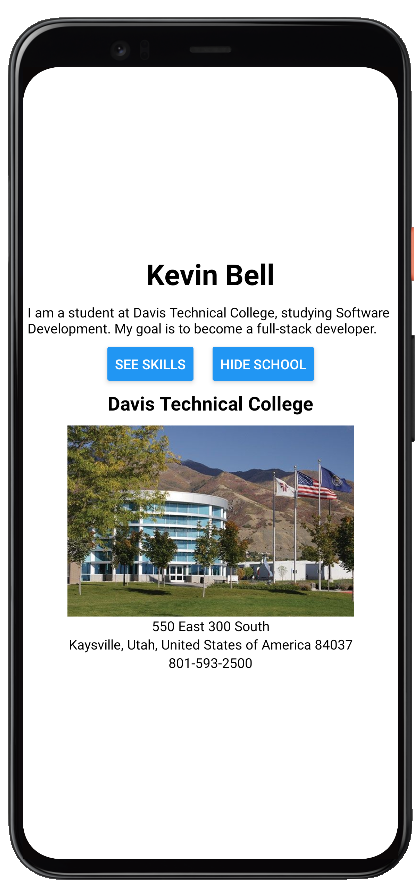 Kevin Bell
I am a student at Davis Technical College, studying Software
Development. My goal is to become a full-stack developer.
SEE SKILLS
HIDE SCHOOL
Davis Technical College
550 East 300 South
Kaysville, Utah, United States of America 84037
801-593-2500